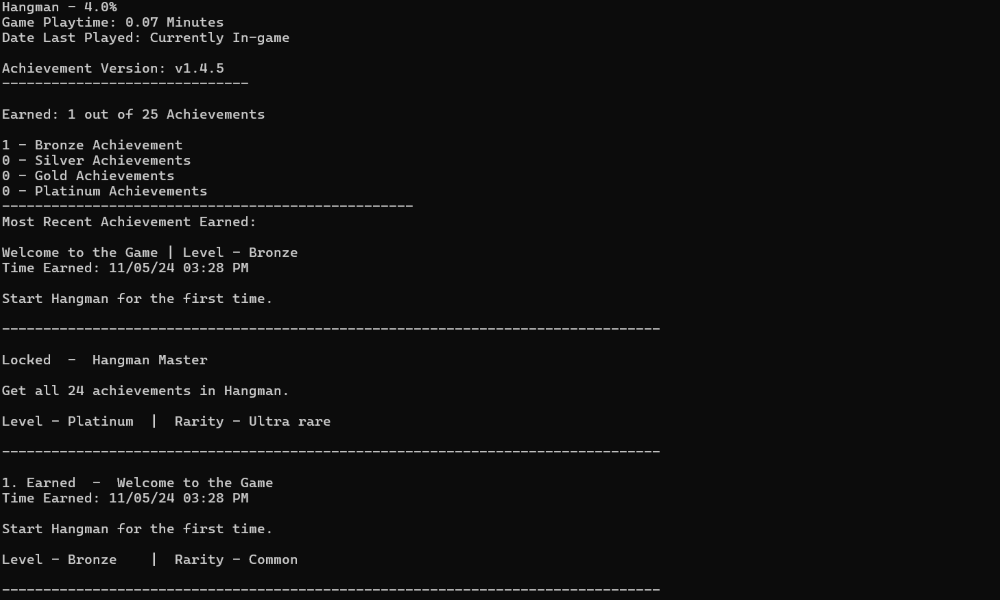 Hangman - 4.0%
Game Playtime: 0.07 Minutes
Date Last Played: Currently In-game
Achievement Version: v1.4.5
------------------------------
Earned: 1 out of 25 Achievements
1 - Bronze Achievement
0 - Silver Achievements
0 - Gold Achievements
0 - Platinum Achievements
--------------------------------------------------
Most Recent Achievement Earned:
Welcome to the Game | Level - Bronze
Time Earned: 11/05/24 03:28 PM
Start Hangman for the first time.
--------------------------------------------------------------------------------
Locked  -  Hangman Master
Get all 24 achievements in Hangman.
Level - Platinum  |  Rarity - Ultra rare
--------------------------------------------------------------------------------
1. Earned  -  Welcome to the Game
Time Earned: 11/05/24 03:28 PM
Start Hangman for the first time.
Level - Bronze    |  Rarity - Common
--------------------------------------------------------------------------------